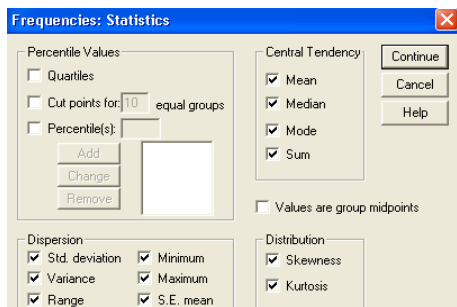 Frequencies: Statistics
Percentile Values
Quartiles
Cut points for: 10 equal groups
Percentile(s):
Add
Change
Remove
Central Tendency
Mean
Median
Mode
Sum
Continue
Cancel
Help
Values are group midpoints
Dispersion
Std. deviation Minimum
Variance Maximum
Range S.E. mean
Distribution
Skewness
Kurtosis